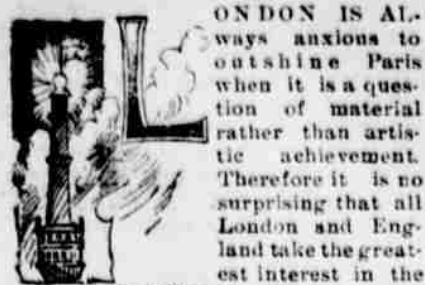 LONDON IS AL-
ways anxious to
outshine Paris
when it is a ques-
tion of material
rather than artis-
tic achievement.
Therefore it is no
surprising that all
London and Eng-
land take the great-
est interest in the